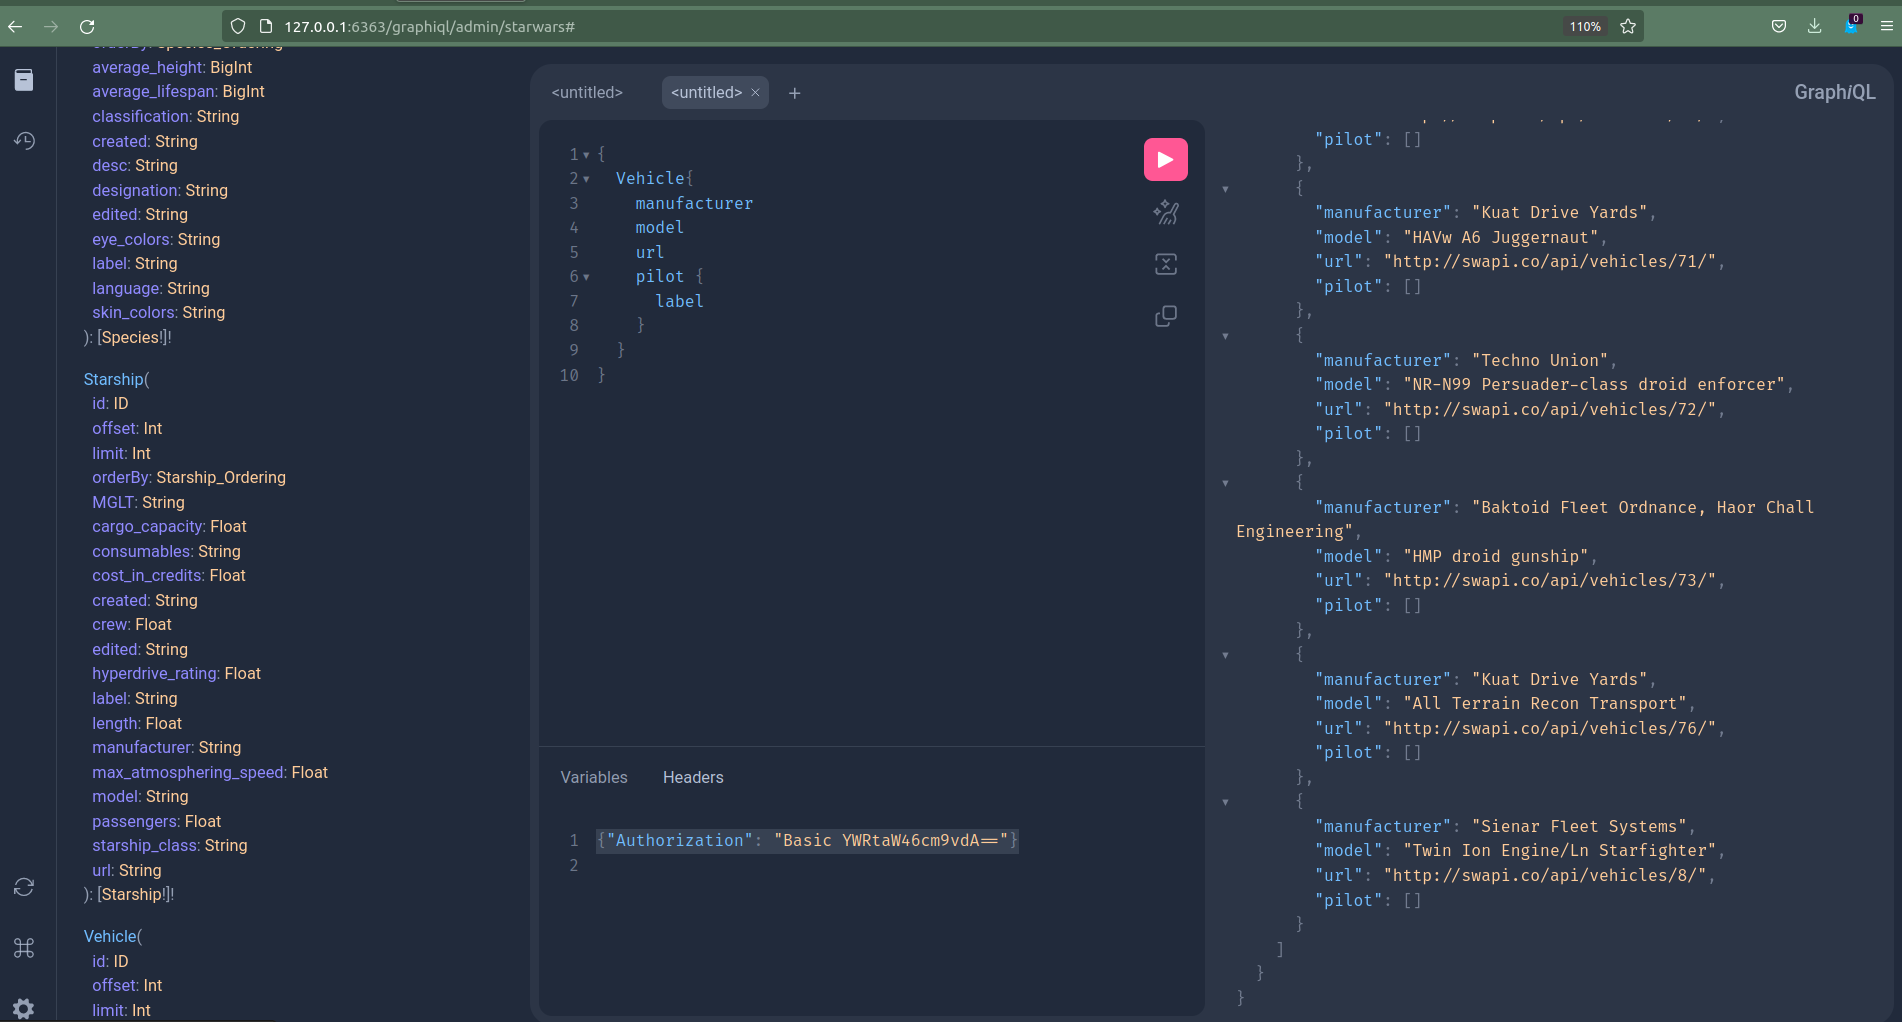 127.0.0.1:6363/graphiql/admin/starwars#
110%
0
average_height: BigInt
average_lifespan: BigInt
classification: String
created: String
desc: String
designation: String
edited: String
eye_colors: String
label: String
language: String
skin_colors: String
): [Species!]!
Starship(
id: ID
offset: Int
limit: Int
orderBy: Starship_Ordering
MGLT: String
cargo_capacity: Float
consumables: String
cost_in_credits: Float
created: String
crew: Float
edited: String
hyperdrive_rating: Float
label: String
length: Float
manufacturer: String
max_atmosphering_speed: Float
model: String
passengers: Float
starship_class: String
url: String
): [Starship!]!
Vehicle(
id: ID
offset: Int
limit: Int
<untitled>
<untitled> ×
+
GraphiQL
1 {
2 Vehicle{
3 manufacturer
4 model
5 url
6 pilot {
7 label
8 }
9 }
10 }
Variables
Headers
1 {"Authorization": "Basic YWRtaW46cm9vdA=="}
2
"pilot": []
},
{
"manufacturer": "Kuat Drive Yards",
"model": "HAVw A6 Juggernaut",
"url": "http://swapi.co/api/vehicles/71/",
"pilot": []
},
{
"manufacturer": "Techno Union",
"model": "NR-N99 Persuader-class droid enforcer",
"url": "http://swapi.co/api/vehicles/72/",
"pilot": []
},
{
"manufacturer": "Baktoid Fleet Ordnance, Haor Chall
Engineering",
"model": "HMP droid gunship",
"url": "http://swapi.co/api/vehicles/73/",
"pilot": []
},
{
"manufacturer": "Kuat Drive Yards",
"model": "All Terrain Recon Transport",
"url": "http://swapi.co/api/vehicles/76/",
"pilot": []
},
{
"manufacturer": "Sienar Fleet Systems",
"model": "Twin Ion Engine/Ln Starfighter",
"url": "http://swapi.co/api/vehicles/8/",
"pilot": []
}
]
}
}